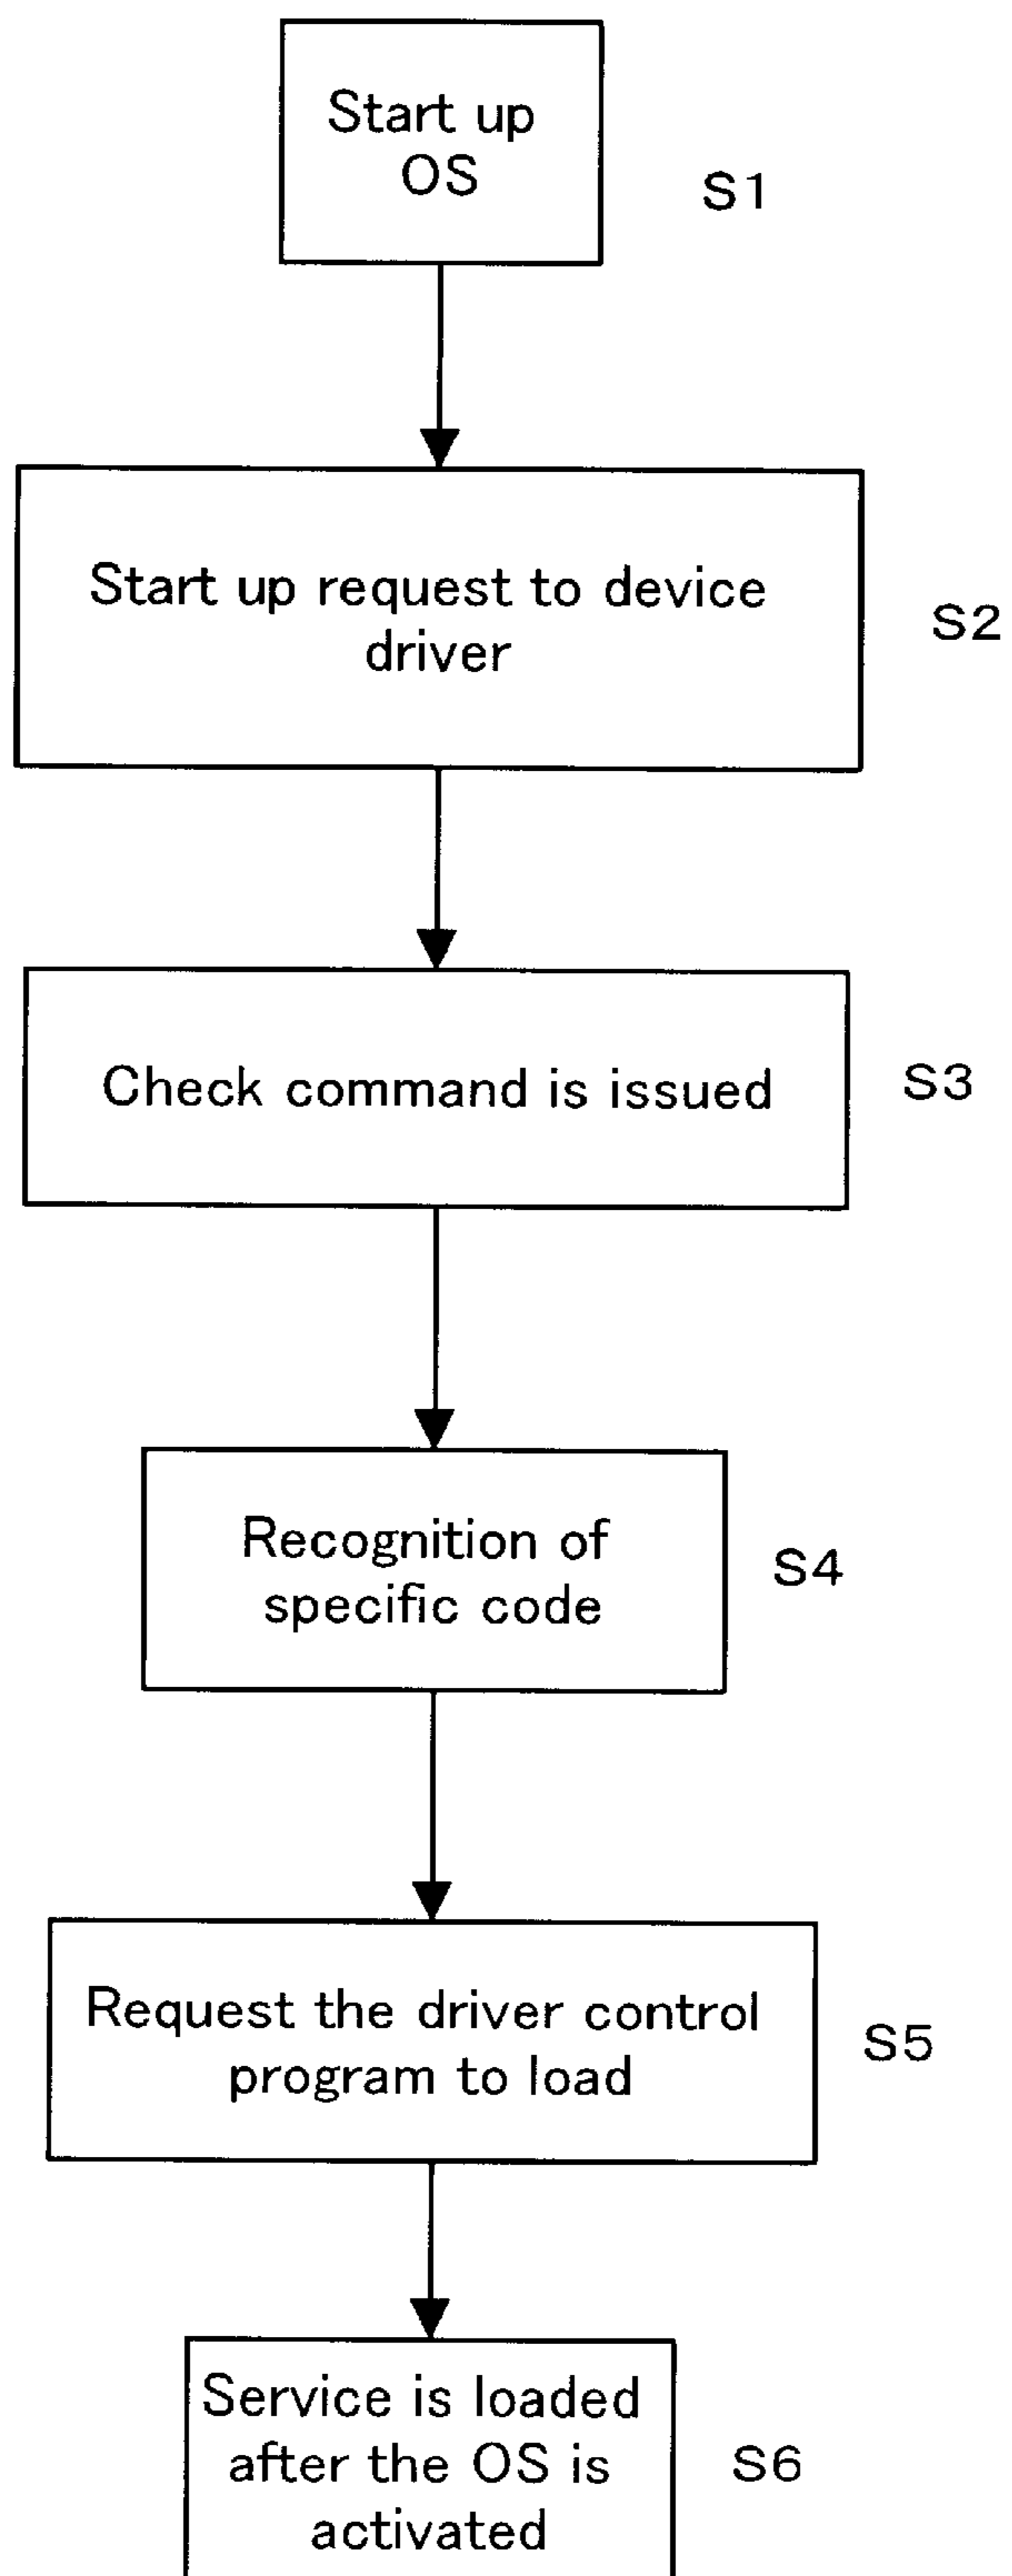 Start up
OS
S1
Start up request to device
driver
S2
Check command is issued
S3
Recognition of
specific code
S4
Request the driver control
program to load
S5
Service is loaded
after the OS is
activated
S6